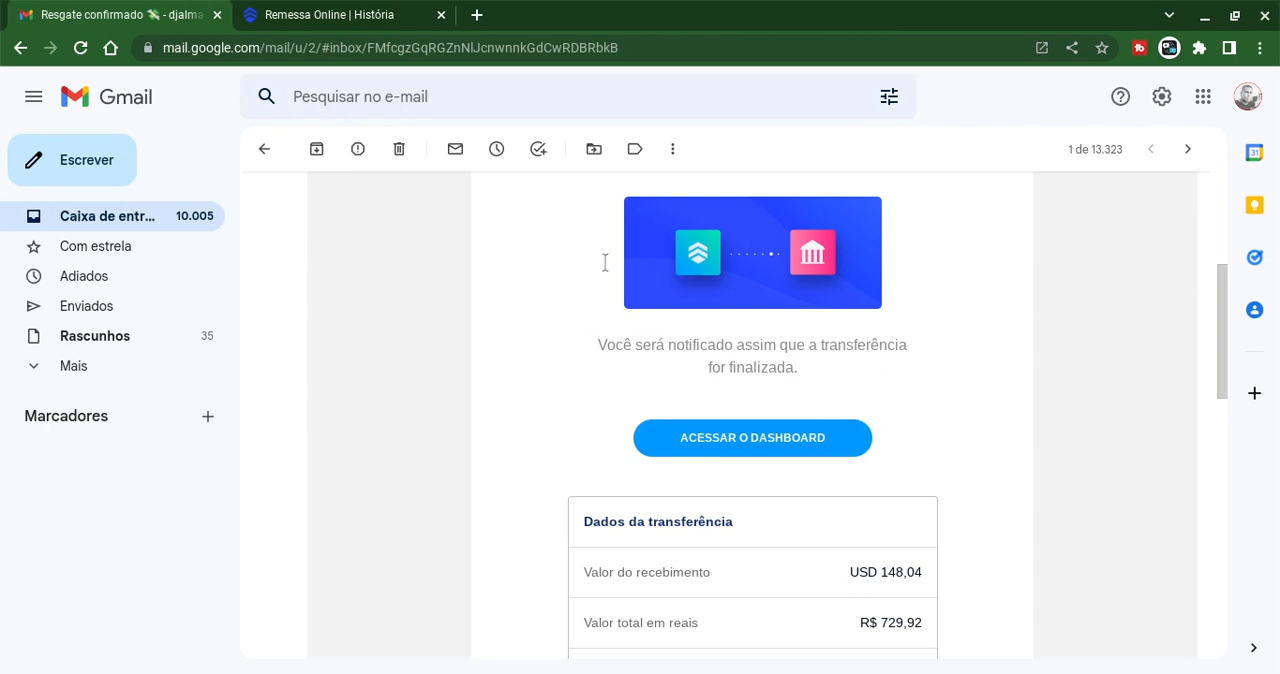 Resgate confirmado 💸 - djalma
Remessa Online | História
mail.google.com/mail/u/2/#inbox/FMfcgzGqRGZnNlJcnwnnkGdCwRDBRbkB
Gmail
Pesquisar no e-mail
Escrever
1 de 13.323
Caixa de entr... 10.005
Com estrela
Adiados
Enviados
Rascunhos 35
Mais
Marcadores
Você será notificado assim que a transferência
for finalizada.
ACESSAR O DASHBOARD
Dados da transferência
Valor do recebimento USD 148,04
Valor total em reais R$ 729,92
31